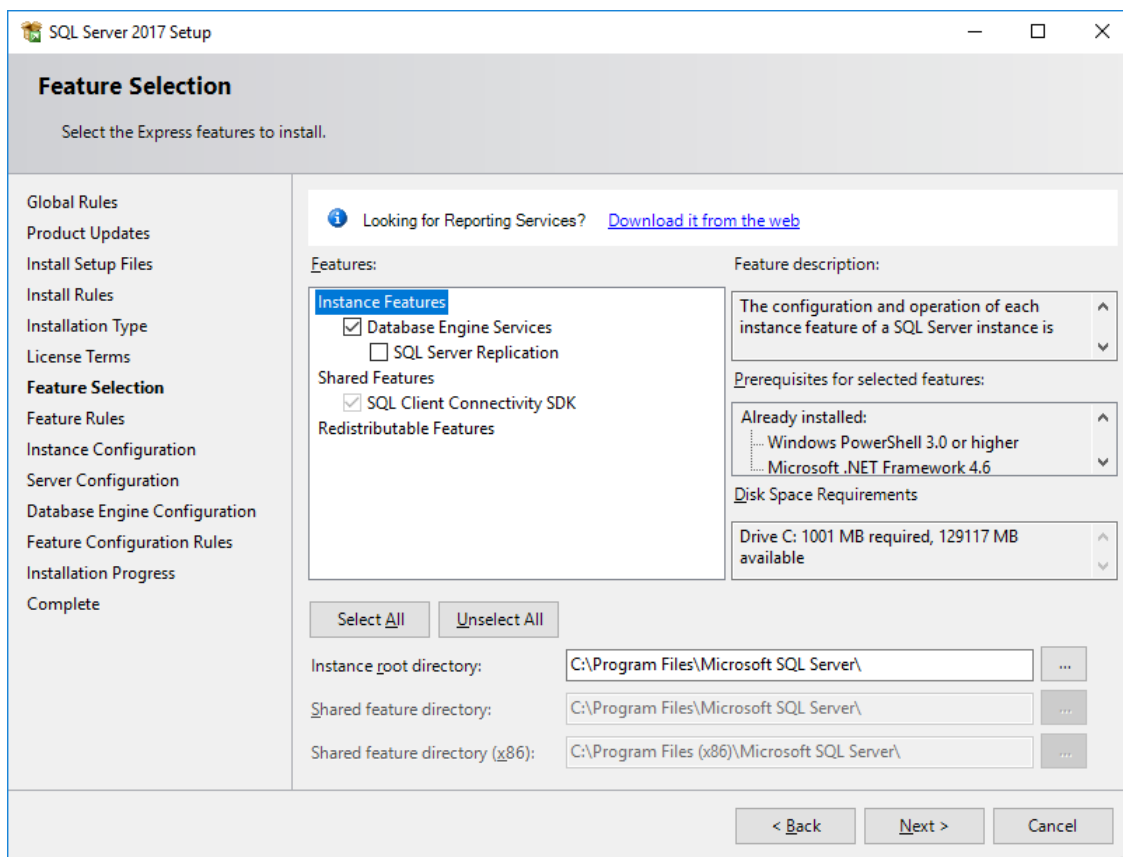 SQL Server 2017 Setup
Feature Selection
Select the Express features to install.
Global Rules
Product Updates
Install Setup Files
Install Rules
Installation Type
License Terms
Feature Selection
Feature Rules
Instance Configuration
Server Configuration
Database Engine Configuration
Feature Configuration Rules
Installation Progress
Complete
Looking for Reporting Services? Download it from the web
Features:
Instance Features
Database Engine Services
SQL Server Replication
Shared Features
SQL Client Connectivity SDK
Redistributable Features
Feature description:
The configuration and operation of each
instance feature of a SQL Server instance is
Prerequisites for selected features:
Already installed:
Windows PowerShell 3.0 or higher
Microsoft .NET Framework 4.6
Disk Space Requirements
Drive C: 1001 MB required, 129117 MB
available
Select All
Unselect All
Instance root directory:
C:\Program Files\Microsoft SQL Server\
...
Shared feature directory:
C:\Program Files\Microsoft SQL Server\
...
Shared feature directory (x86):
C:\Program Files (x86)\Microsoft SQL Server\
...
< Back
Next >
Cancel